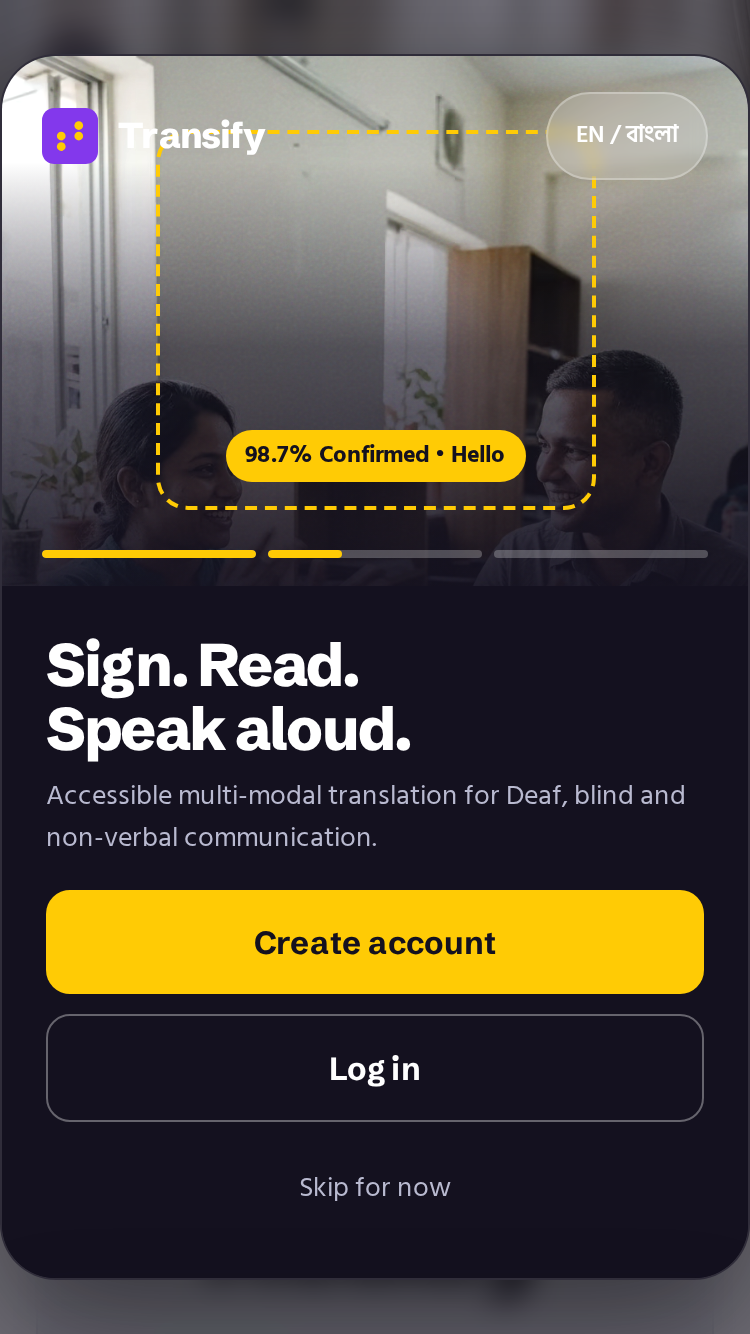 Transify
EN / বাংলা
98.7% Confirmed • Hello
Sign. Read.
Speak aloud.
Accessible multi-modal translation for Deaf, blind and
non-verbal communication.
Create account
Log in
Skip for now